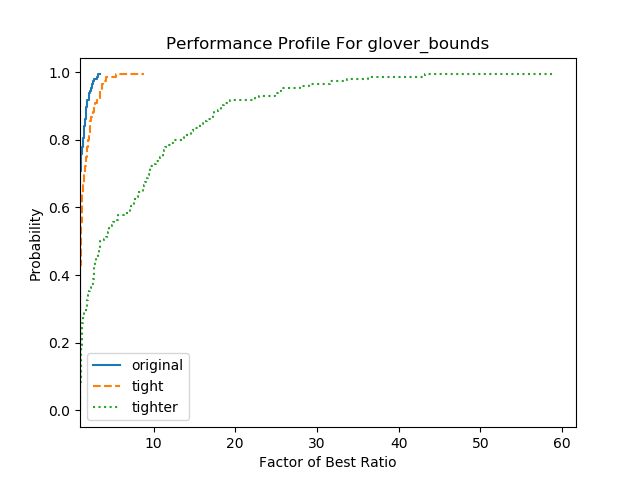 Performance Profile For glover_bounds
1.0
0.8
0.6
0.4
0.2
0.0
Probability
original
tight
tighter
10
20
30
40
50
60
Factor of Best Ratio